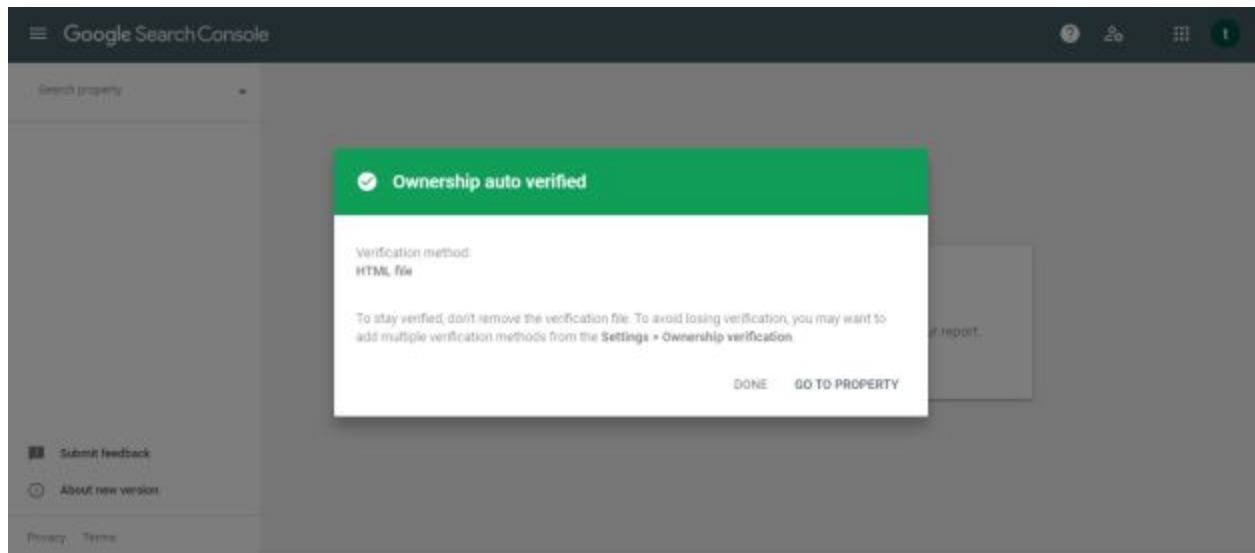 Google Search Console
t
Search property
Ownership auto verified
Verification method:
HTML file
To stay verified, don't remove the verification file. To avoid losing verification, you may want to
add multiple verification methods from the Settings > Ownership verification.
ur report.
DONE GO TO PROPERTY
Submit feedback
About new version
Privacy Terms